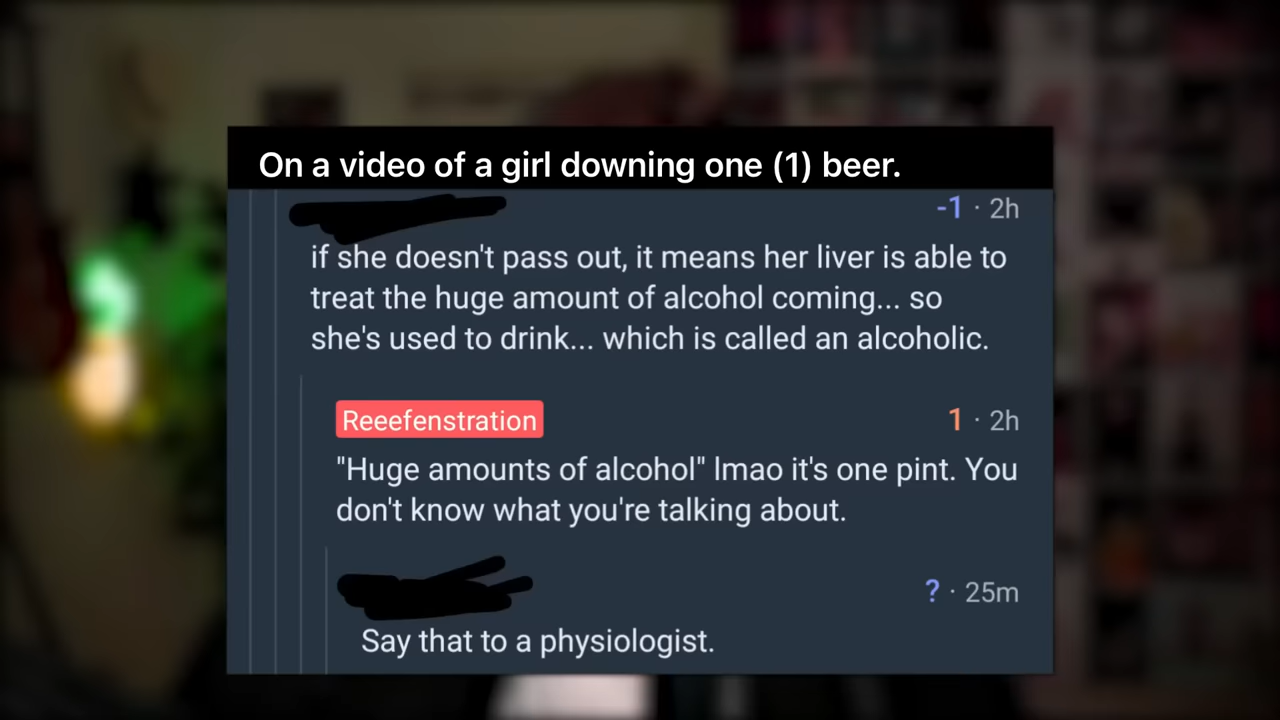 On a video of a girl downing one (1) beer.
-1 · 2h
if she doesn't pass out, it means her liver is able to
treat the huge amount of alcohol coming... so
she's used to drink... which is called an alcoholic.
Reeefenstration 1 · 2h
"Huge amounts of alcohol" lmao it's one pint. You
don't know what you're talking about.
? · 25m
Say that to a physiologist.